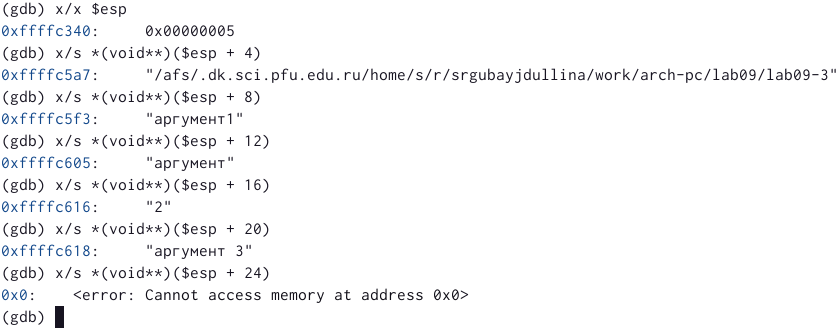 (gdb) x/x $esp
0xffffc340:     0x00000005
(gdb) x/s *(void**)($esp + 4)
0xffffc5a7:     "/afs/.dk.sci.pfu.edu.ru/home/s/r/srgubayjdullina/work/arch-pc/lab09/lab09-3"
(gdb) x/s *(void**)($esp + 8)
0xffffc5f3:     "аргумент1"
(gdb) x/s *(void**)($esp + 12)
0xffffc605:     "аргумент"
(gdb) x/s *(void**)($esp + 16)
0xffffc616:     "2"
(gdb) x/s *(void**)($esp + 20)
0xffffc618:     "аргумент 3"
(gdb) x/s *(void**)($esp + 24)
0x0:    <error: Cannot access memory at address 0x0>
(gdb)